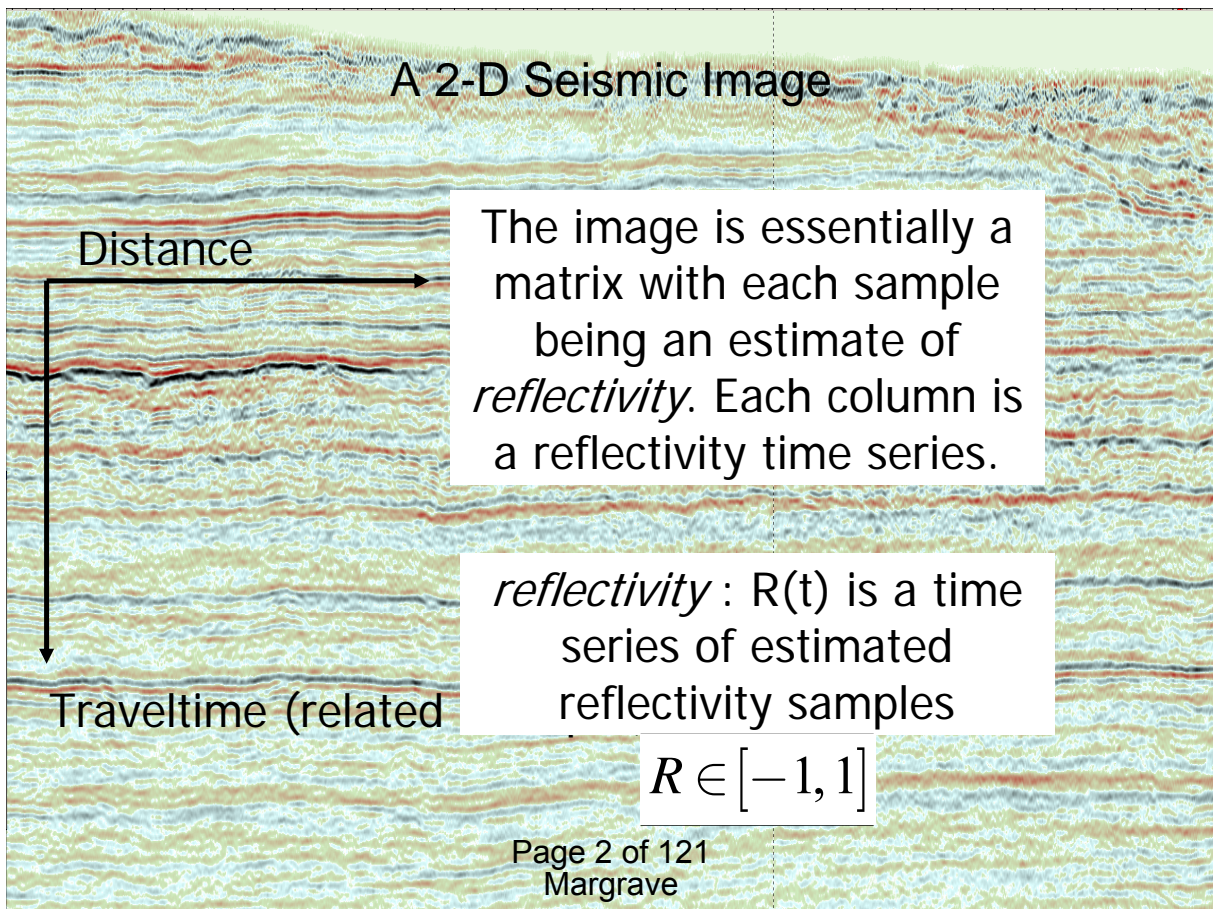 A 2-D Seismic Image
Distance
The image is essentially a
matrix with each sample
being an estimate of
reflectivity. Each column is
a reflectivity time series.
reflectivity : R(t) is a time
series of estimated
reflectivity samples
Traveltime (related
R ∈ [−1, 1]
Page 2 of 121
Margrave